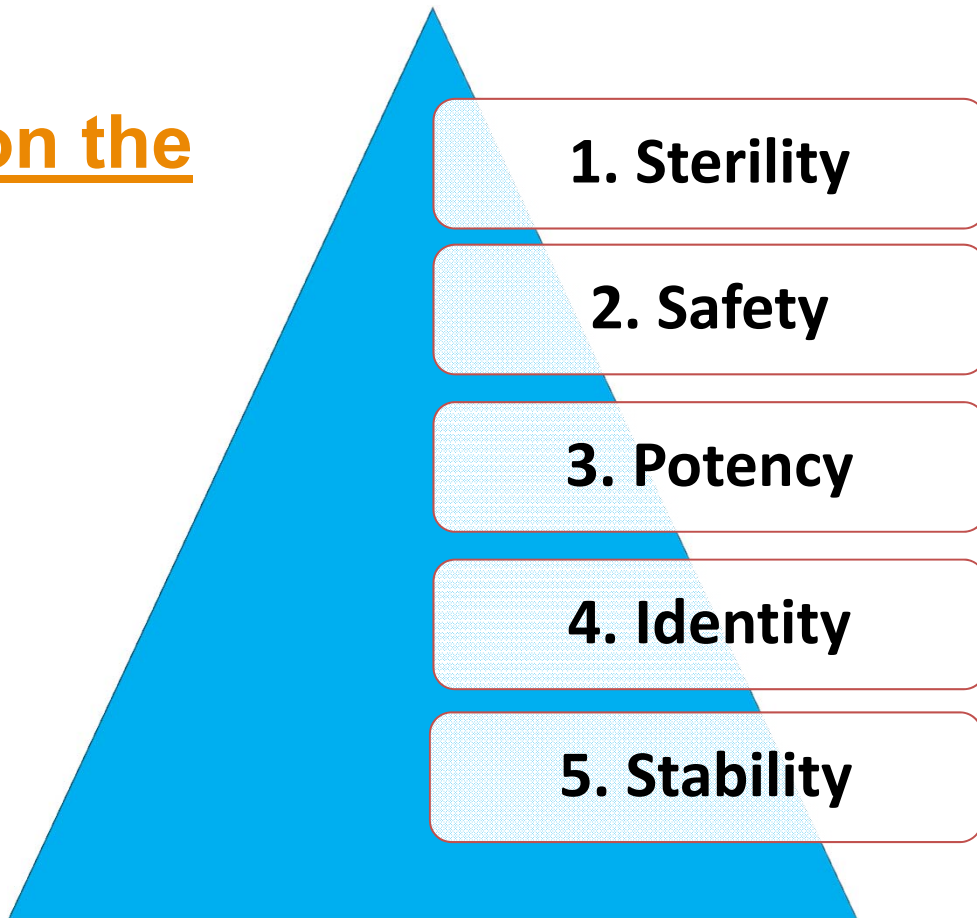 on the
1. Sterility
2. Safety
3. Potency
4. Identity
5. Stability